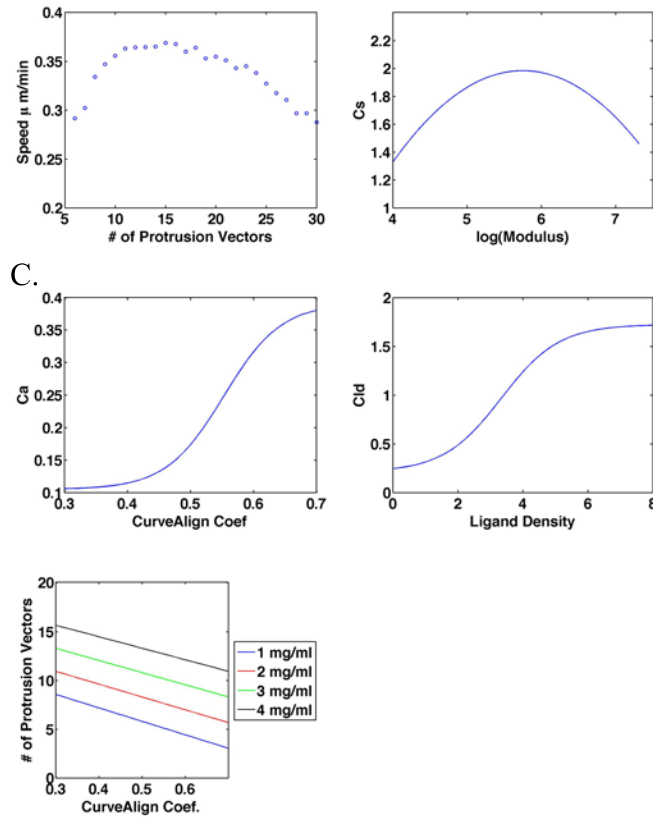 0.4
0.35
0.3
0.25
0.2
Speed μ m/min
5 10 15 20 25 30
# of Protrusion Vectors
2.2
2
1.8
1.6
1.4
1.2
1
Cs
4 5 6 7
log(Modulus)
C.
0.4
0.35
0.3
0.25
0.2
0.15
0.1
Ca
0.3 0.4 0.5 0.6 0.7
CurveAlign Coef
2
1.5
1
0.5
0
Cld
0 2 4 6 8
Ligand Density
20
15
10
5
0
# of Protrusion Vectors
0.3 0.4 0.5 0.6
CurveAlign Coef.
1 mg/ml
2 mg/ml
3 mg/ml
4 mg/ml